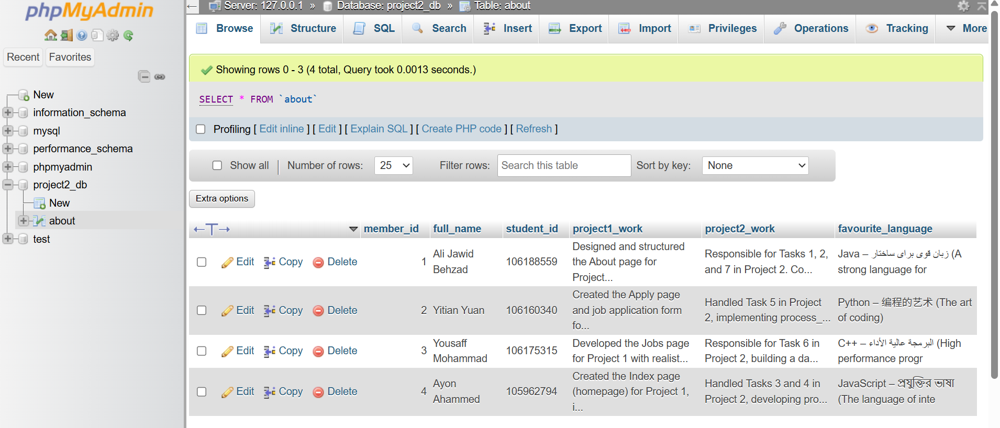 phpMyAdmin
Server: 127.0.0.1 » Database: project2_db » Table: about
Browse Structure SQL Search Insert Export Import Privileges Operations Tracking More
Recent Favorites
New
information_schema
mysql
performance_schema
phpmyadmin
project2_db
New
about
test
Showing rows 0 - 3 (4 total, Query took 0.0013 seconds.)
SELECT * FROM `about`
Profiling [ Edit inline ] [ Edit ] [ Explain SQL ] [ Create PHP code ] [ Refresh ]
Show all Number of rows: 25 Filter rows: Search this table Sort by key: None
Extra options
member_id full_name student_id project1_work project2_work favourite_language
Edit Copy Delete
1
Ali Jawid
Behzad
106188559
Designed and structured
the About page for
Project...
Responsible for Tasks 1, 2,
and 7 in Project 2. Co...
Java – زبان قوی برای ساختار (A
strong language for
Edit Copy Delete
2
Yitian Yuan
106160340
Created the Apply page
and job application form
fo...
Handled Task 5 in Project
2, implementing process_...
Python – 编程的艺术 (The art
of coding)
Edit Copy Delete
3
Yousaff
Mohammad
106175315
Developed the Jobs page
for Project 1 with realist...
Responsible for Task 6 in
Project 2, building a da...
C++ – البرمجة عالية الأداء (High
performance progr
Edit Copy Delete
4
Ayon
Ahammed
105962794
Created the Index page
(homepage) for Project 1,
i...
Handled Tasks 3 and 4 in
Project 2, developing pro...
JavaScript – প্রযুক্তির ভাষা
(The language of inte